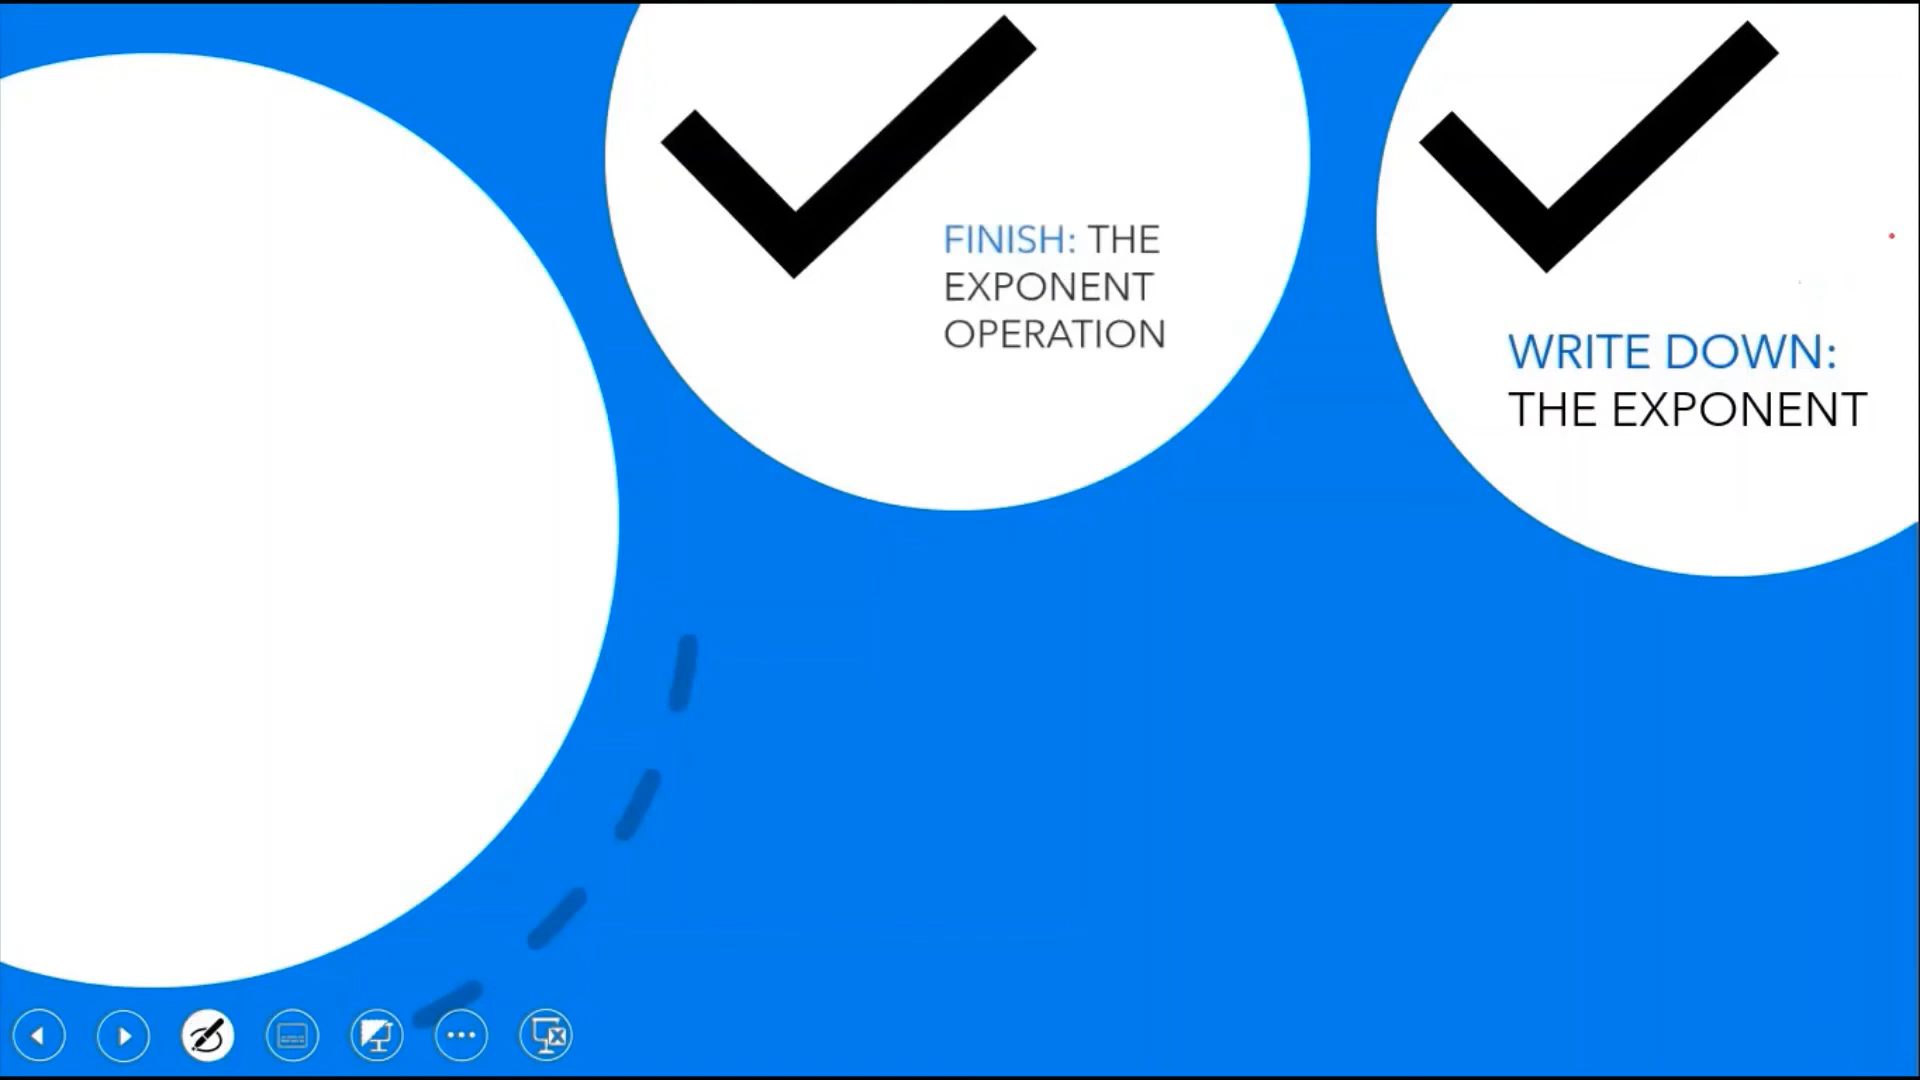 FINISH: THE
EXPONENT
OPERATION
WRITE DOWN:
THE EXPONENT